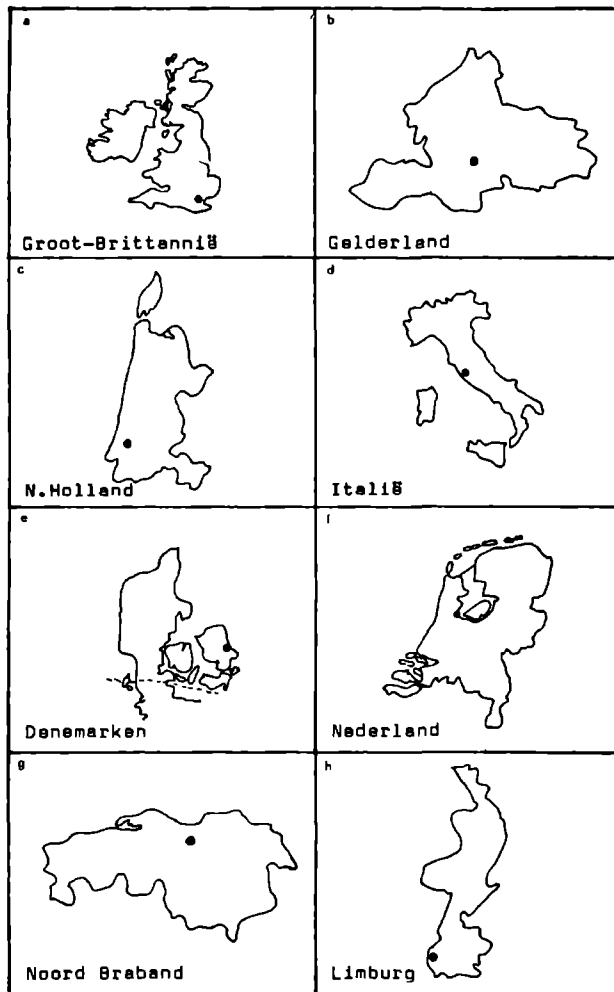 a
Groot-Brittannië
b
Gelderland
c
N.Holland
d
Italië
e
Denemarken
f
Nederland
g
Noord Braband
h
Limburg